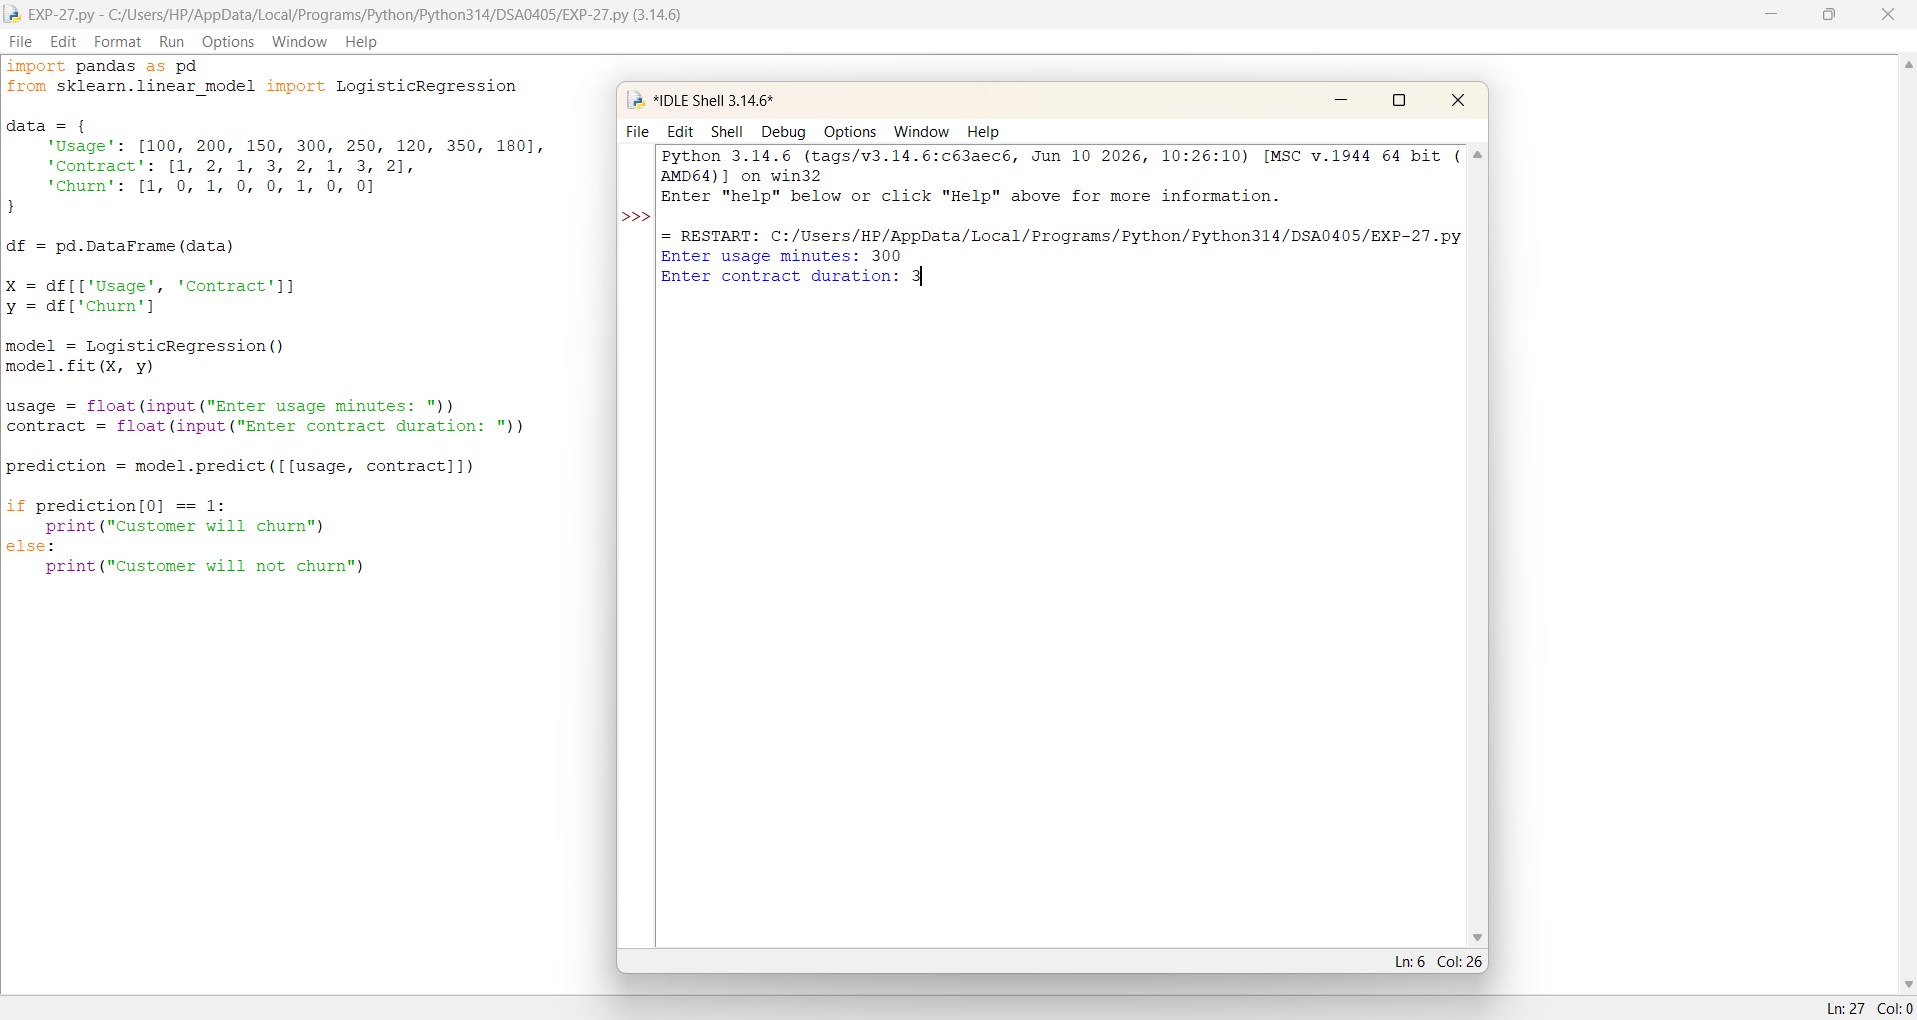 EXP-27.py - C:/Users/HP/AppData/Local/Programs/Python/Python314/DSA0405/EXP-27.py (3.14.6)
File Edit Format Run Options Window Help
import pandas as pd
from sklearn.linear_model import LogisticRegression
data = {
    'Usage': [100, 200, 150, 300, 250, 120, 350, 180],
    'Contract': [1, 2, 1, 3, 2, 1, 3, 2],
    'Churn': [1, 0, 1, 0, 0, 1, 0, 0]
}
df = pd.DataFrame(data)
X = df[['Usage', 'Contract']]
y = df['Churn']
model = LogisticRegression()
model.fit(X, y)
usage = float(input("Enter usage minutes: "))
contract = float(input("Enter contract duration: "))
prediction = model.predict([[usage, contract]])
if prediction[0] == 1:
    print("Customer will churn")
else:
    print("Customer will not churn")
*IDLE Shell 3.14.6*
File Edit Shell Debug Options Window Help
Python 3.14.6 (tags/v3.14.6:c63aec6, Jun 10 2026, 10:26:10) [MSC v.1944 64 bit (
AMD64)] on win32
Enter "help" below or click "Help" above for more information.
>>>
= RESTART: C:/Users/HP/AppData/Local/Programs/Python/Python314/DSA0405/EXP-27.py
Enter usage minutes: 300
Enter contract duration: 3
Ln: 6 Col: 26
Ln: 27 Col: 0